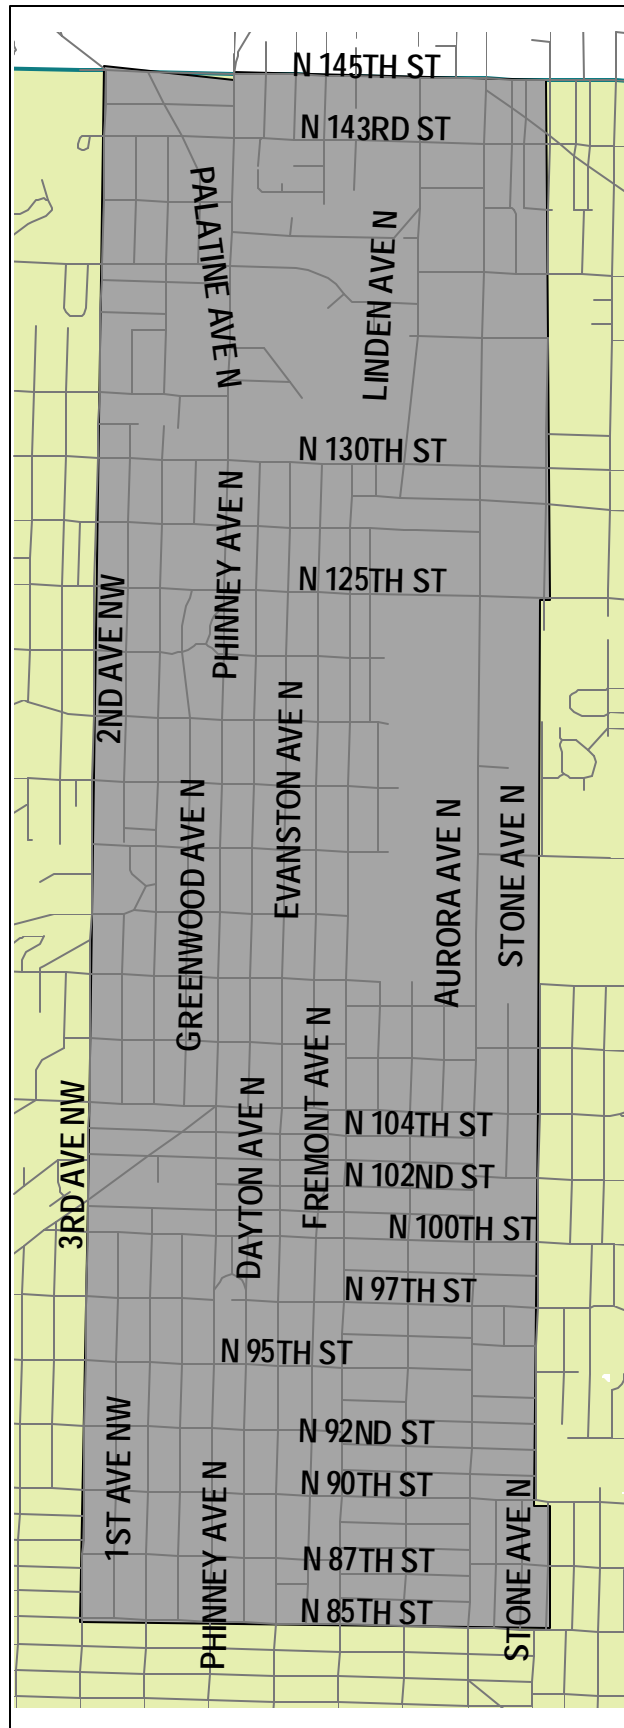 N 145TH ST
N 143RD ST
PALATINE AVE N
LINDEN AVE N
N 130TH ST
PHINNEY AVE N
N 125TH ST
2ND AVE NW
EVANSTON AVE N
GREENWOOD AVE N
AURORA AVE N
STONE AVE N
FREMONT AVE N
DAYTON AVE N
3RD AVE NW
N 104TH ST
N 102ND ST
N 100TH ST
N 97TH ST
N 95TH ST
1ST AVE NW
N 92ND ST
PHINNEY AVE N
N 90TH ST
STONE AVE N
N 87TH ST
N 85TH ST